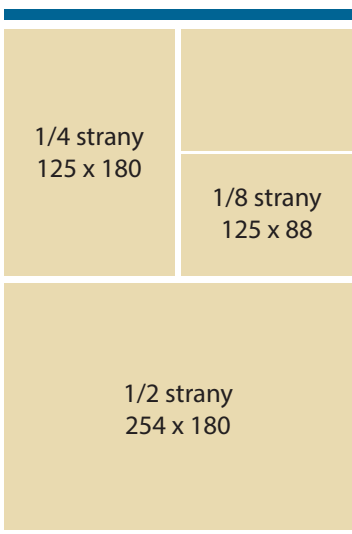 1/4 strany
125 x 180
1/8 strany
125 x 88
1/2 strany
254 x 180